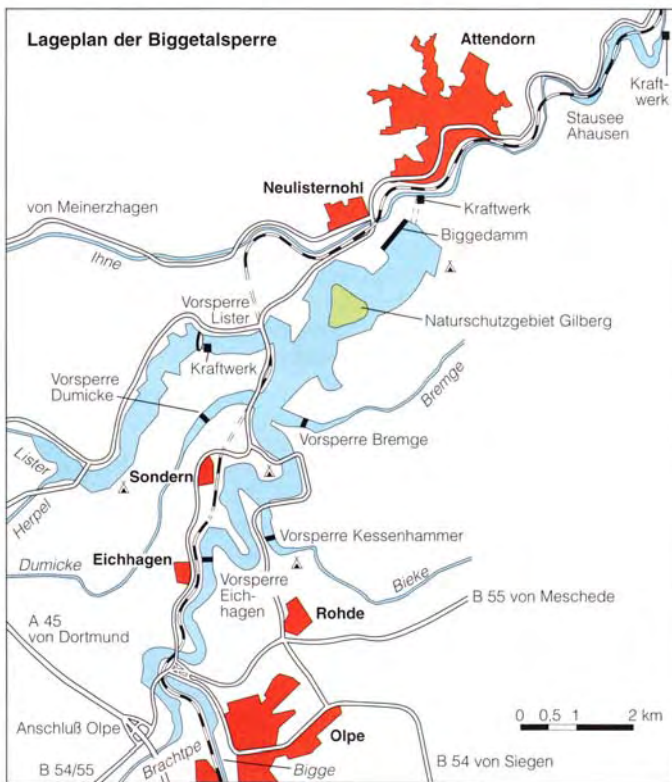 Lageplan der Biggetalsperre
Attendorn
Kraft-
werk
Stausee
Ahausen
Neulisternohl
Kraftwerk
von Meinerzhagen
Biggedamm
Ihne
Vorsperre
Lister
Naturschutzgebiet Gilberg
Kraftwerk
Vorsperre
Dumicke
Bremge
Vorsperre Bremge
Lister
Sondern
Herpel
Vorsperre Kessenhammer
Eichhagen
Dumicke
Vorsperre
Eich-
hagen
Bieke
B 55 von Meschede
Rohde
A 45
von Dortmund
0 0.5 1 2 km
Anschluß Olpe
Olpe
B 54/55
Brachtpe
Bigge
B 54 von Siegen